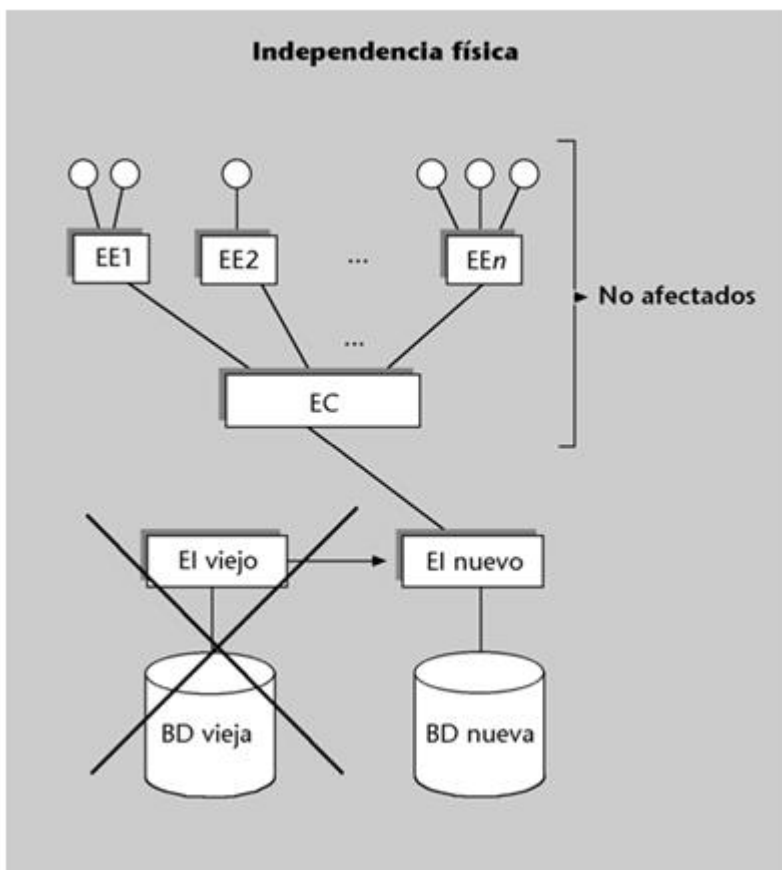 Independencia física
EE1
EE2
...
EEn
No afectados
...
EC
EI viejo
EI nuevo
BD vieja
BD nueva